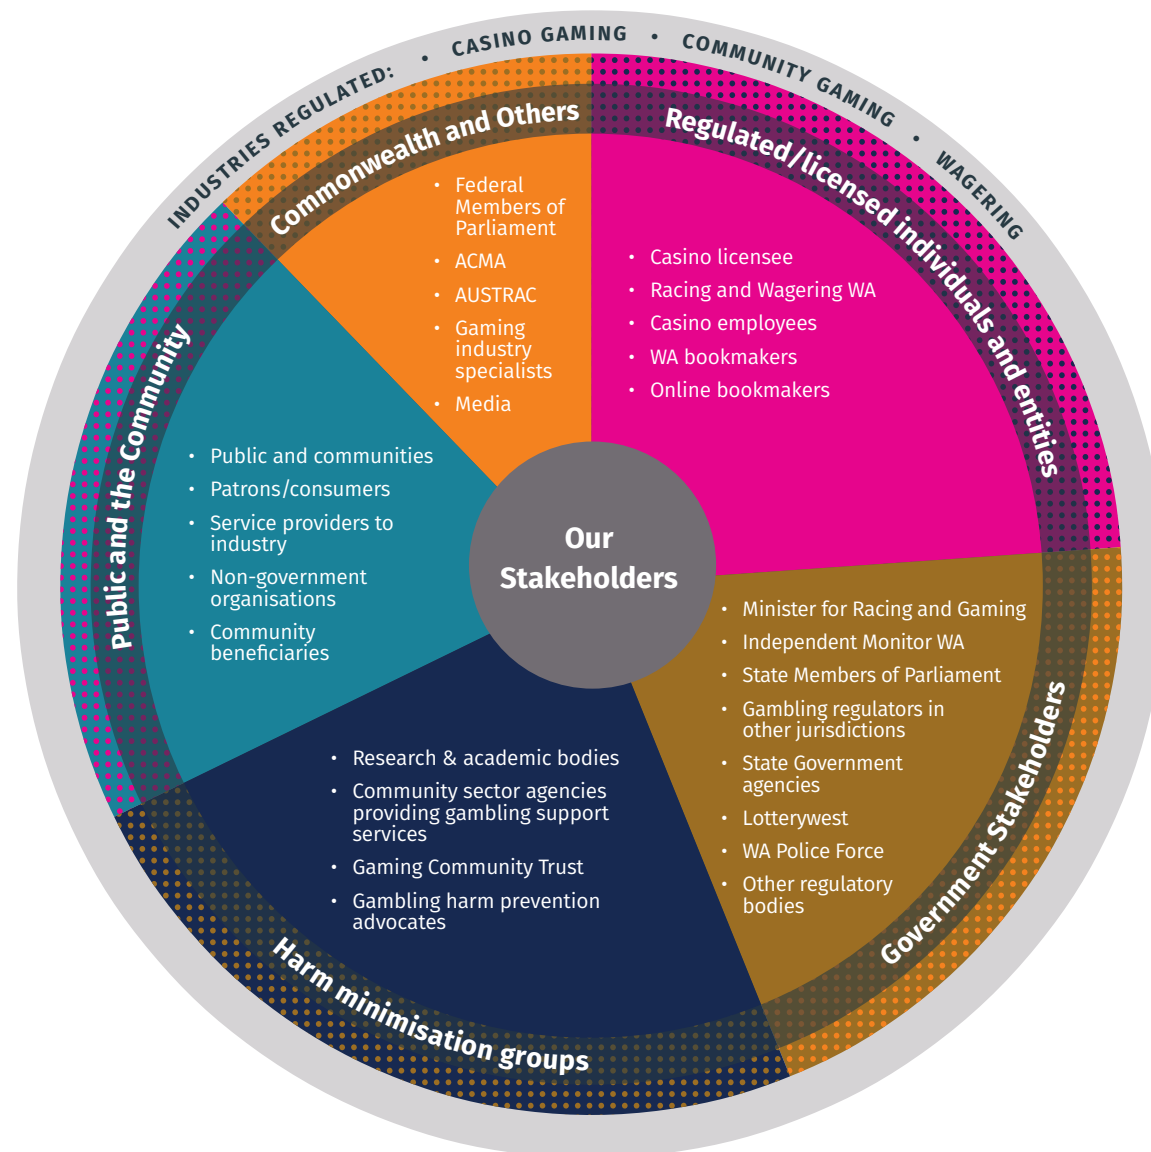 INDUSTRIES REGULATED: • CASINO GAMING • COMMUNITY GAMING • WAGERING
Commonwealth and Others
• Federal
Members of
Parliament
• ACMA
• AUSTRAC
• Gaming
industry
specialists
• Media
Regulated/licensed individuals and entities
• Casino licensee
• Racing and Wagering WA
• Casino employees
• WA bookmakers
• Online bookmakers
Public and the Community
• Public and communities
• Patrons/consumers
• Service providers to
industry
• Non-government
organisations
• Community
beneficiaries
Our
Stakeholders
Government Stakeholders
• Minister for Racing and Gaming
• Independent Monitor WA
• State Members of Parliament
• Gambling regulators in
other jurisdictions
• State Government
agencies
• Lotterywest
• WA Police Force
• Other regulatory
bodies
Harm minimisation groups
• Research & academic bodies
• Community sector agencies
providing gambling support
services
• Gaming Community Trust
• Gambling harm prevention
advocates